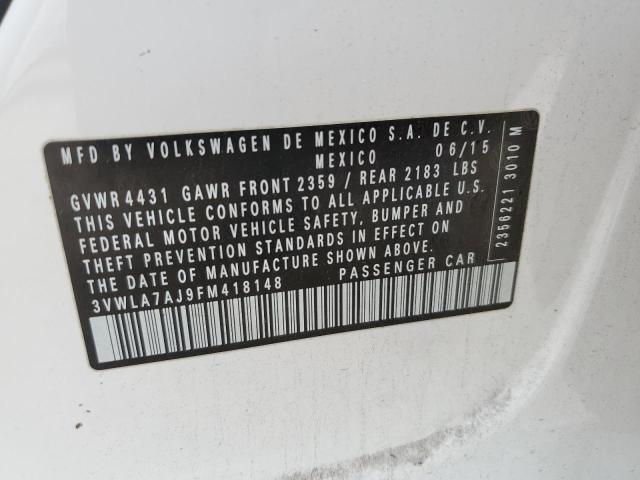 MFD BY VOLKSWAGEN DE MEXICO S.A. DE C.V.
MEXICO 06/15
GVWR 4431 GAWR FRONT 2359 / REAR 2183 LBS
THIS VEHICLE CONFORMS TO ALL APPLICABLE U.S.
FEDERAL MOTOR VEHICLE SAFETY, BUMPER AND
THEFT PREVENTION STANDARDS IN EFFECT ON
THE DATE OF MANUFACTURE SHOWN ABOVE.
3VWLA7AJ9FM418148 PASSENGER CAR
2356221 3010 M